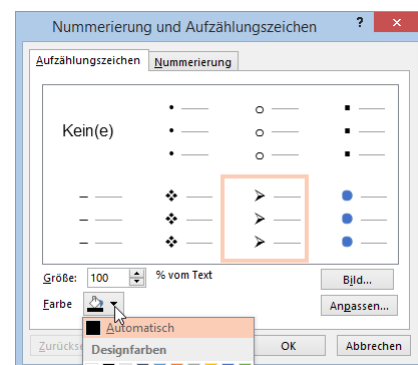 Nummerierung und Aufzählungszeichen ?
Aufzählungszeichen Nummerierung
Kein(e)
Größe: 100 % vom Text Bild...
Farbe Anpassen...
Automatisch
Designfarben
OK Abbrechen